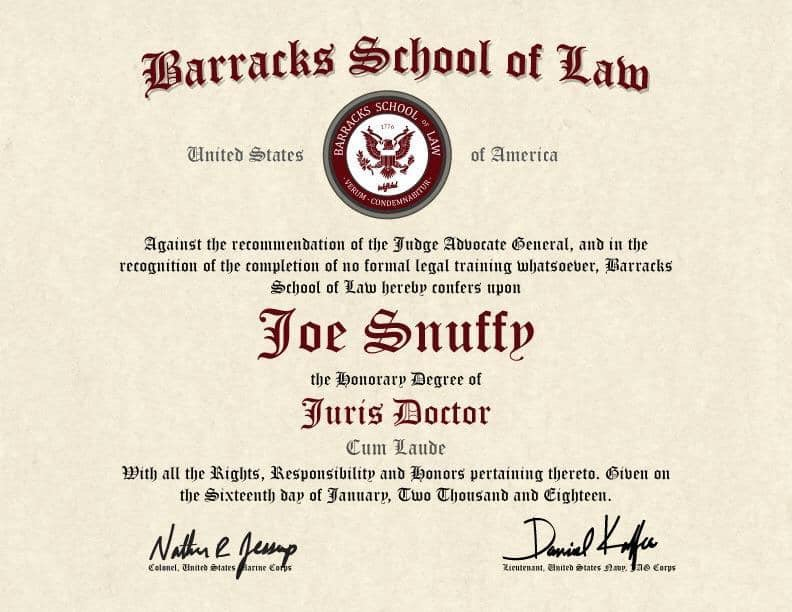 Barracks School of Law
United States
of America
BARRACKS SCHOOL OF LAW
1776
VERUM - CONDEMNABITUR
Against the recommendation of the Judge Advocate General, and in the
recognition of the completion of no formal legal training whatsoever, Barracks
School of Law hereby confers upon
Joe Snuffy
the Honorary Degree of
Juris Doctor
Cum Laude
With all the Rights, Responsibility and Honors pertaining thereto. Given on
the Sixteenth day of January, Two Thousand and Eighteen.
Nathan R Jessup
Daniel Kaffee
Colonel, United States Marine Corps
Lieutenant, United States Navy, JAG Corps